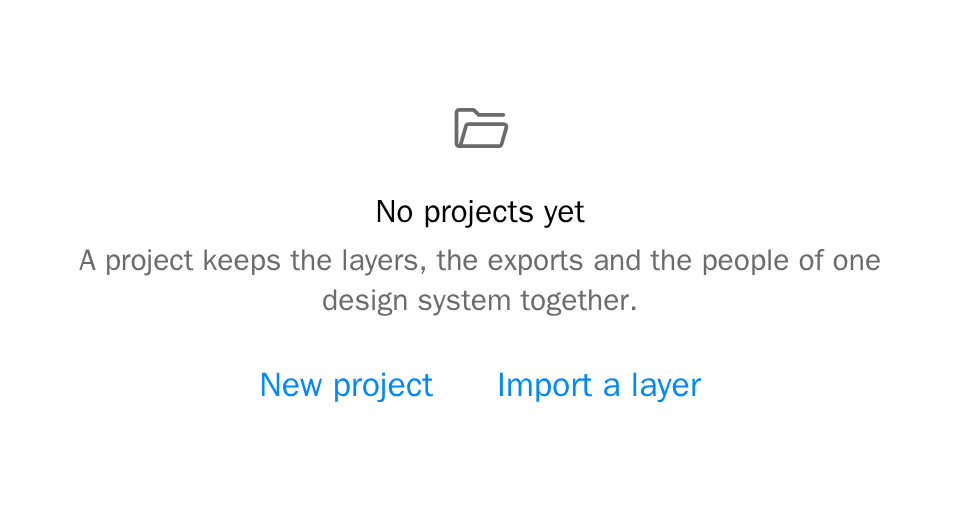 No projects yet
A project keeps the layers, the exports and the people of one
design system together.
New project
Import a layer